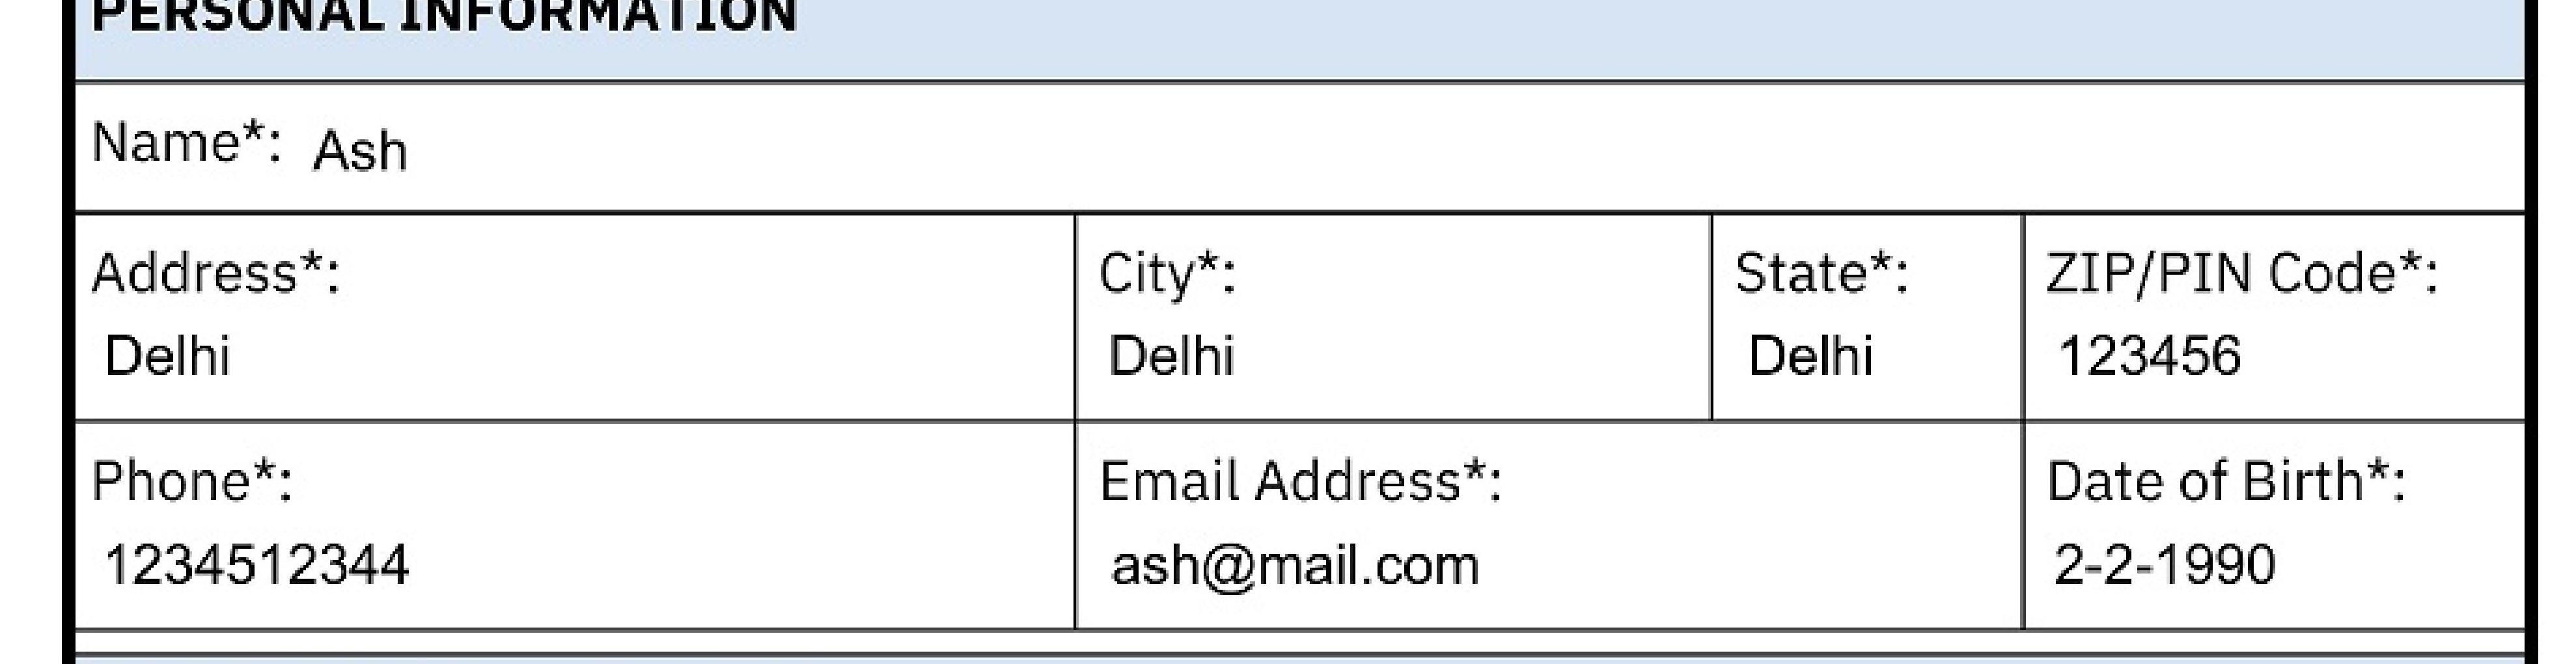 PERSONAL INFORMATION
Name*: Ash
Address*: City*: State*: ZIP/PIN Code*:
Delhi Delhi Delhi 123456
Phone*: Email Address*: Date of Birth*:
1234512344 ash@mail.com 2-2-1990